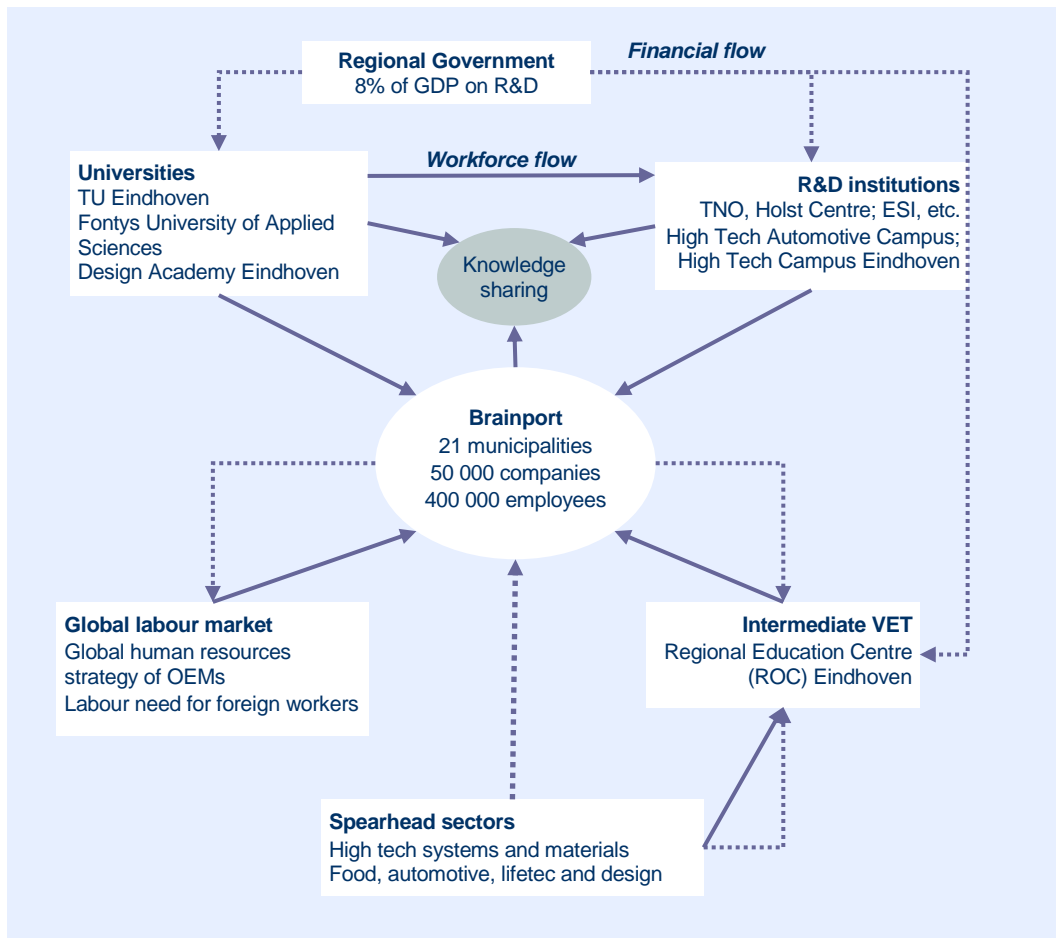 Regional Government
8% of GDP on R&D
Financial flow
Universities
TU Eindhoven
Fontys University of Applied
Sciences
Design Academy Eindhoven
Workforce flow
R&D institutions
TNO, Holst Centre; ESI, etc.
High Tech Automotive Campus;
High Tech Campus Eindhoven
Knowledge
sharing
Brainport
21 municipalities
50 000 companies
400 000 employees
Global labour market
Global human resources
strategy of OEMs
Labour need for foreign workers
Intermediate VET
Regional Education Centre
(ROC) Eindhoven
Spearhead sectors
High tech systems and materials
Food, automotive, lifetec and design